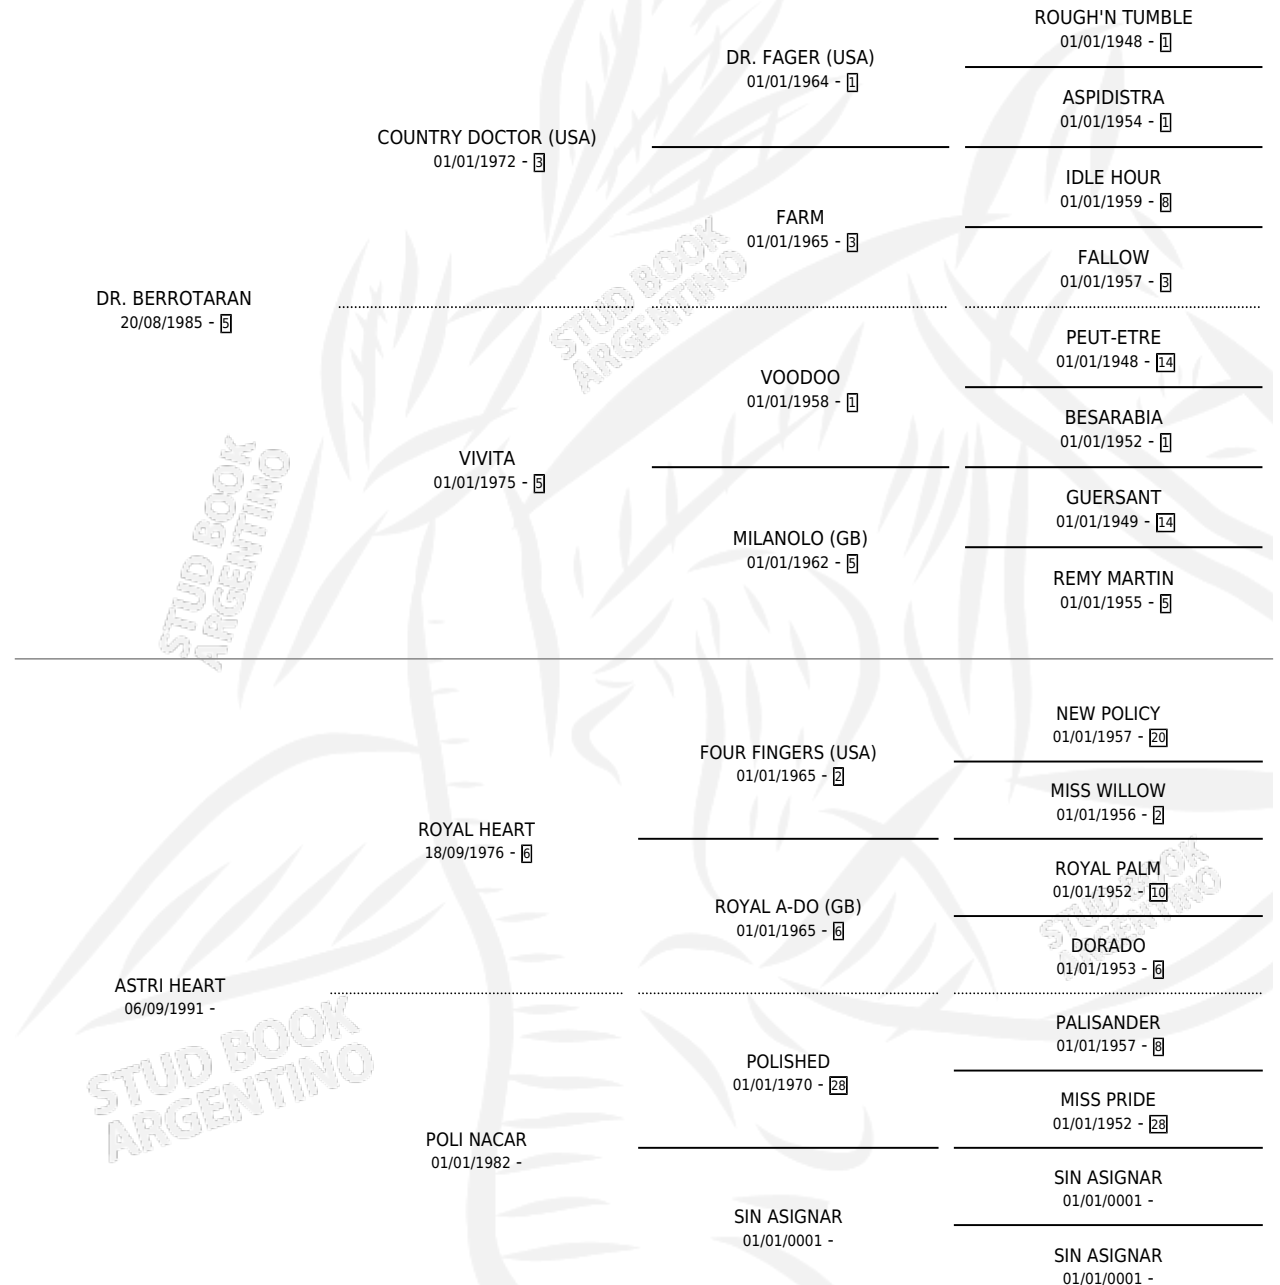 ROUGH'N TUMBLE
01/01/1948 - 1
DR. FAGER (USA)
01/01/1964 - 1
ASPIDISTRA
01/01/1954 - 1
COUNTRY DOCTOR (USA)
01/01/1972 - 3
IDLE HOUR
01/01/1959 - 8
FARM
01/01/1965 - 3
FALLOW
01/01/1957 - 3
DR. BERROTARAN
20/08/1985 - 5
PEUT-ETRE
01/01/1948 - 14
VOODOO
01/01/1958 - 1
BESARABIA
01/01/1952 - 1
VIVITA
01/01/1975 - 5
GUERSANT
01/01/1949 - 14
MILANOLO (GB)
01/01/1962 - 5
REMY MARTIN
01/01/1955 - 5
NEW POLICY
01/01/1957 - 20
FOUR FINGERS (USA)
01/01/1965 - 2
MISS WILLOW
01/01/1956 - 2
ROYAL HEART
18/09/1976 - 6
ROYAL PALM
01/01/1952 - 10
ROYAL A-DO (GB)
01/01/1965 - 6
DORADO
01/01/1953 - 6
ASTRI HEART
06/09/1991 -
PALISANDER
01/01/1957 - 8
POLISHED
01/01/1970 - 28
MISS PRIDE
01/01/1952 - 28
POLI NACAR
01/01/1982 -
SIN ASIGNAR
01/01/0001 -
SIN ASIGNAR
01/01/0001 -
SIN ASIGNAR
01/01/0001 -
STUD BOOK
ARGENTINO
STUD BOOK
ARGENTINO
STUD BOOK
ARGENTINO
STUD BOOK
ARGENTINO